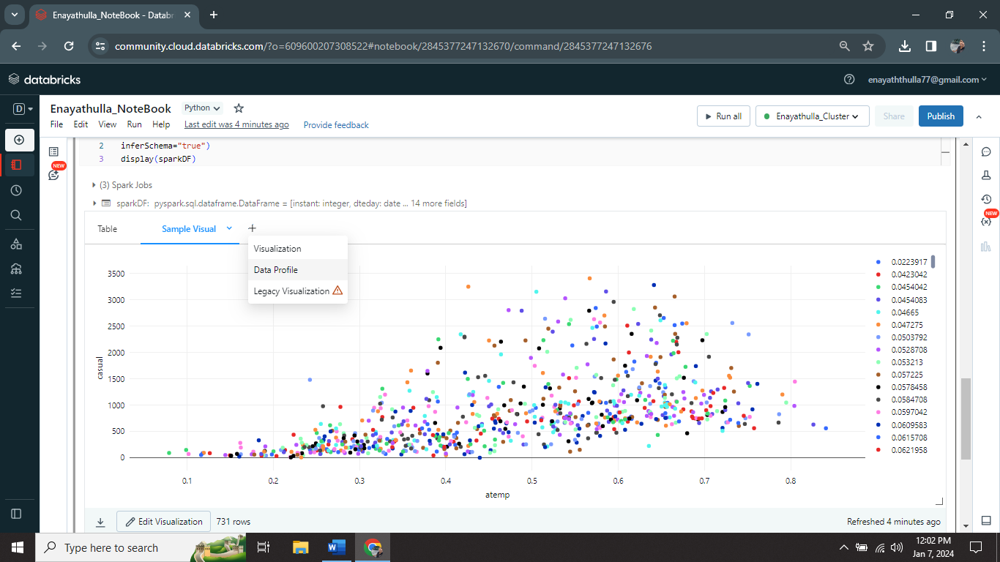 Enayathulla_NoteBook - Datab
community.cloud.databricks.com/?o=609600207308522#notebook/2845377247132670/command/2845377247132676
databricks
enayaththulla77@gmail.com
D
Enayathulla_NoteBook
Python
File
Edit
View
Run
Help
Last edit was 4 minutes ago
Provide feedback
Run all
Enayathulla_Cluster
Share
Publish
NEW
NEW
2 inferSchema="true")
3 display(sparkDF)
(3) Spark Jobs
sparkDF: pyspark.sql.dataframe.DataFrame = [instant: integer, dteday: date ... 14 more fields]
Table
Sample Visual
Visualization
Data Profile
Legacy Visualization
3500
3000
2500
2000
1500
1000
500
0
casual
0.1
0.2
0.3
0.4
0.5
0.6
0.7
0.8
atemp
0.0223917
0.0423042
0.0454042
0.0454083
0.04665
0.047275
0.0503792
0.0528708
0.053213
0.057225
0.0578458
0.0584708
0.0597042
0.0609583
0.0615708
0.0621958
Edit Visualization
731 rows
Refreshed 4 minutes ago
Type here to search
12:02 PM
Jan 7, 2024